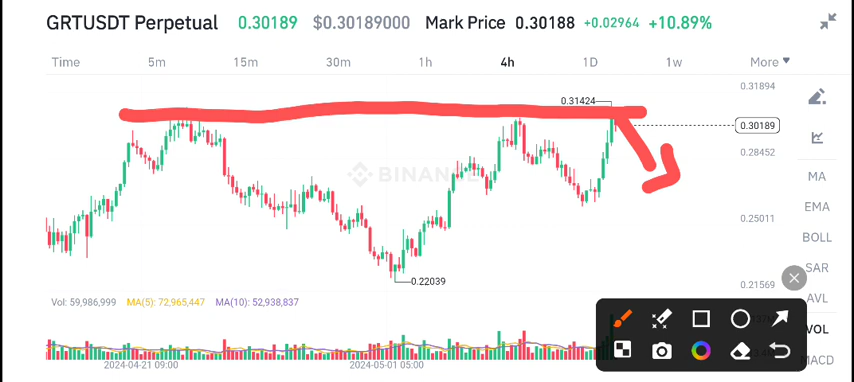 GRTUSDT Perpetual 0.30189 $0.30189000 Mark Price 0.30188 +0.02964 +10.89%
Time 5m 15m 30m 1h 4h 1D 1w More
0.31894
0.31424
0.30189
0.28452
BINANCE
MA
EMA
0.25011
BOLL
SAR
0.22039
0.21569
AVL
Vol: 59,986,999 MA(5): 72,965,447 MA(10): 52,938,837
VOL
MACD
2024-04-21 09:00 2024-05-01 05:00